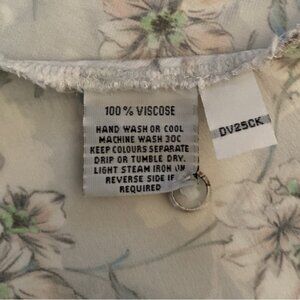 100% VISCOSE
HAND WASH OR COOL
MACHINE WASH 30C
KEEP COLOURS SEPARATE
DRIP OR TUMBLE DRY.
LIGHT STEAM IRON ON
REVERSE SIDE IF
REQUIRED
DV25CK